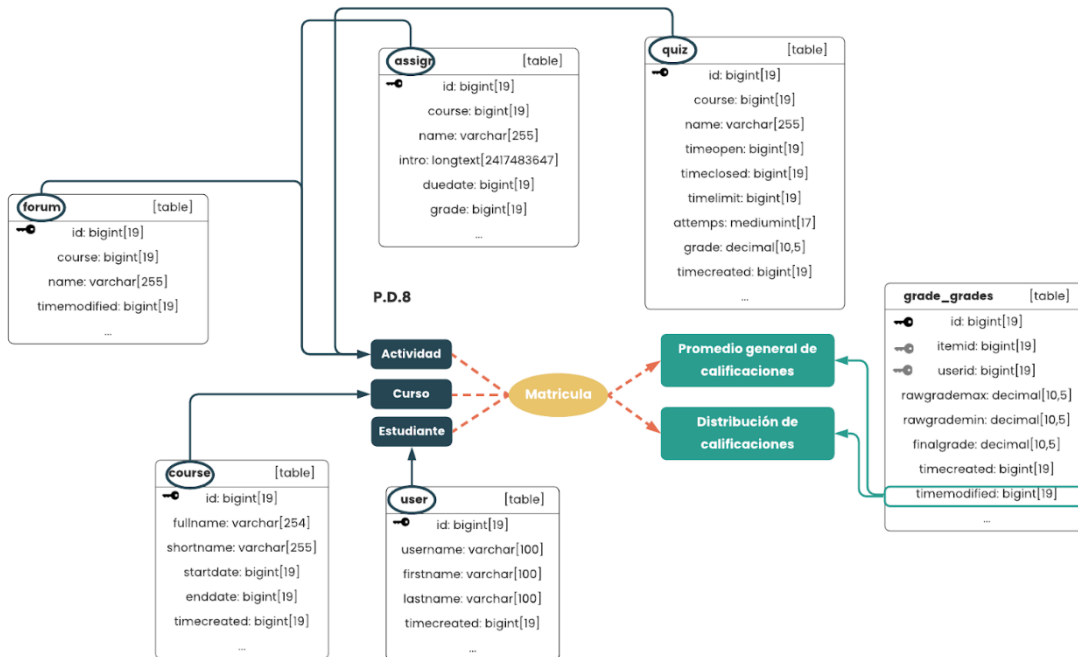 assign [table]
id: bigint[19]
course: bigint[19]
name: varchar[255]
intro: longtext[2417483647]
duedate: bigint[19]
grade: bigint[19]
...
quiz [table]
id: bigint[19]
course: bigint[19]
name: varchar[255]
timeopen: bigint[19]
timeclosed: bigint[19]
timelimit: bigint[19]
attemps: mediumint[17]
grade: decimal[10,5]
timecreated: bigint[19]
...
forum [table]
id: bigint[19]
course: bigint[19]
name: varchar[255]
timemodified: bigint[19]
...
P.D.8
grade_grades [table]
id: bigint[19]
itemid: bigint[19]
userid: bigint[19]
rawgrademax: decimal[10,5]
rawgrademin: decimal[10,5]
finalgrade: decimal[10,5]
timecreated: bigint[19]
timemodified: bigint[19]
...
Actividad
Curso
Estudiante
Matricula
Promedio general de
calificaciones
Distribución de
calificaciones
course [table]
id: bigint[19]
fullname: varchar[254]
shortname: varchar[255]
startdate: bigint[19]
enddate: bigint[19]
timecreated: bigint[19]
...
user [table]
id: bigint[19]
username: varchar[100]
firstname: varchar[100]
lastname: varchar[100]
timecreated: bigint[19]
...